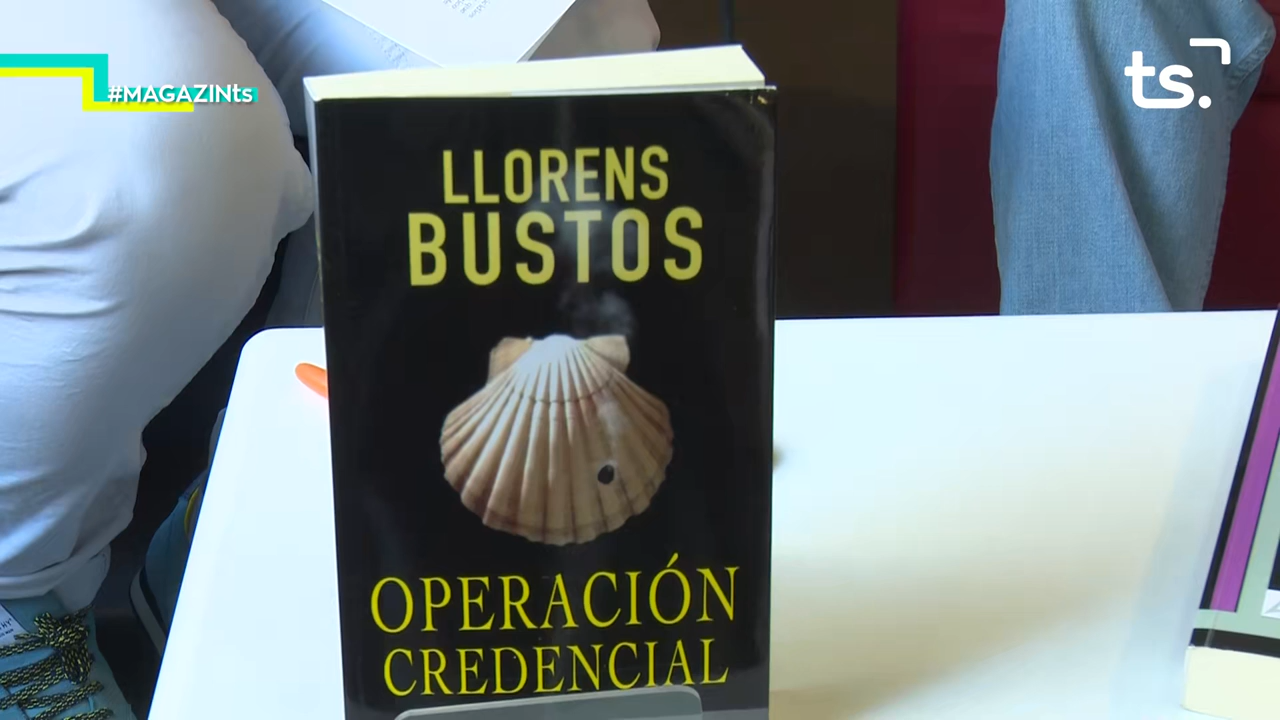 #MAGAZINts
ts.
LLORENS
BUSTOS
OPERACIÓN
CREDENCIAL